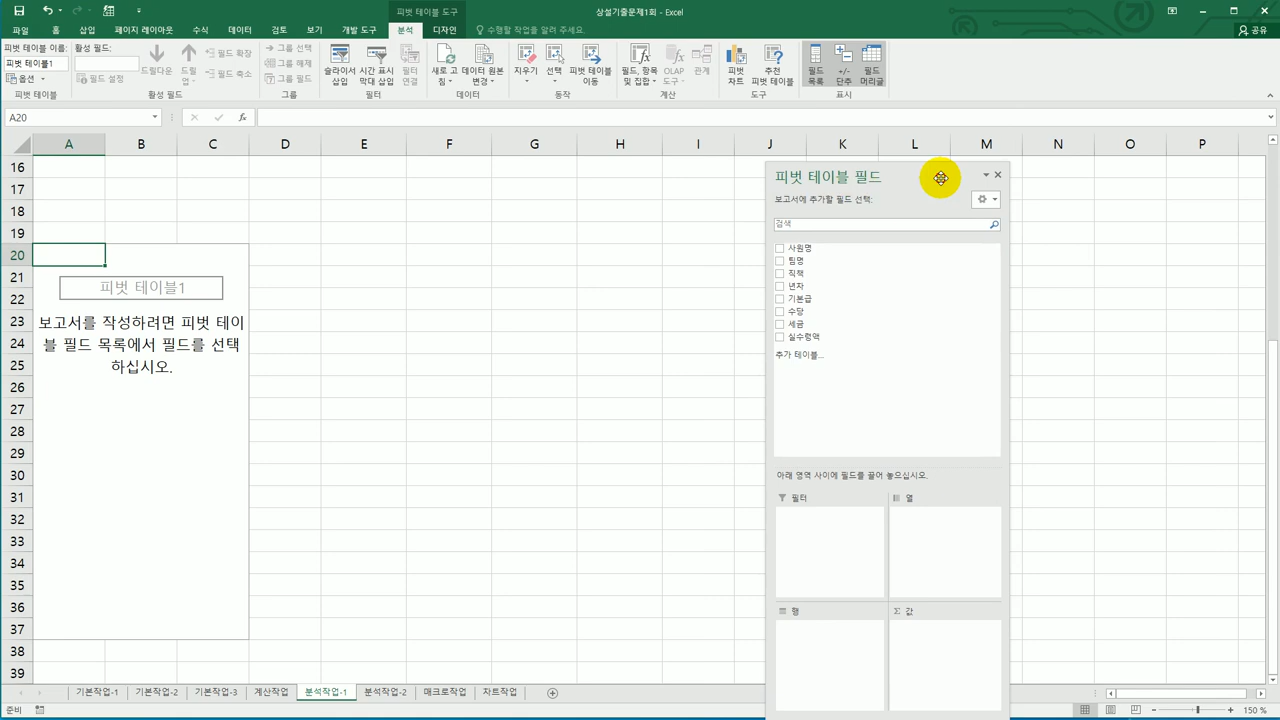 피벗 테이블 도구
상설기출문제1회 - Excel
파일 홈 삽입 페이지 레이아웃 수식 데이터 검토 보기 개발 도구 분석 디자인 수행할 작업을 알려 주세요. 공유
피벗 테이블 이름:
피벗 테이블1
옵션
피벗 테이블
활성 필드:
필드 설정
드릴다운
드릴 업
필드 확장
필드 축소
활성 필드
그룹 선택
그룹 해제
그룹 필드
그룹
슬라이서 삽입
시간 표시 막대 삽입
필터 연결
필터
새로 고침
데이터 원본 변경
데이터
지우기
선택
피벗 테이블 이동
동작
필드, 항목 및 집합
OLAP 도구
관계
계산
피벗 차트
추천 피벗 테이블
도구
필드 목록
+/- 단추
필드 머리글
표시
A20
fx
A B C D E F G H I J K L M N O P
16
17
18
19
20
21
22
23
24
25
26
27
28
29
30
31
32
33
34
35
36
37
38
39
피벗 테이블1
보고서를 작성하려면 피벗 테이
블 필드 목록에서 필드를 선택
하십시오.
피벗 테이블 필드
보고서에 추가할 필드 선택:
검색
사원명
팀명
직책
년차
기본급
수당
세금
실수령액
추가 테이블...
아래 영역 사이에 필드를 끌어 놓으십시오.
필터
열
행
Σ 값
기본작업-1 기본작업-2 기본작업-3 계산작업 분석작업-1 분석작업-2 매크로작업 차트작업
준비
150 %